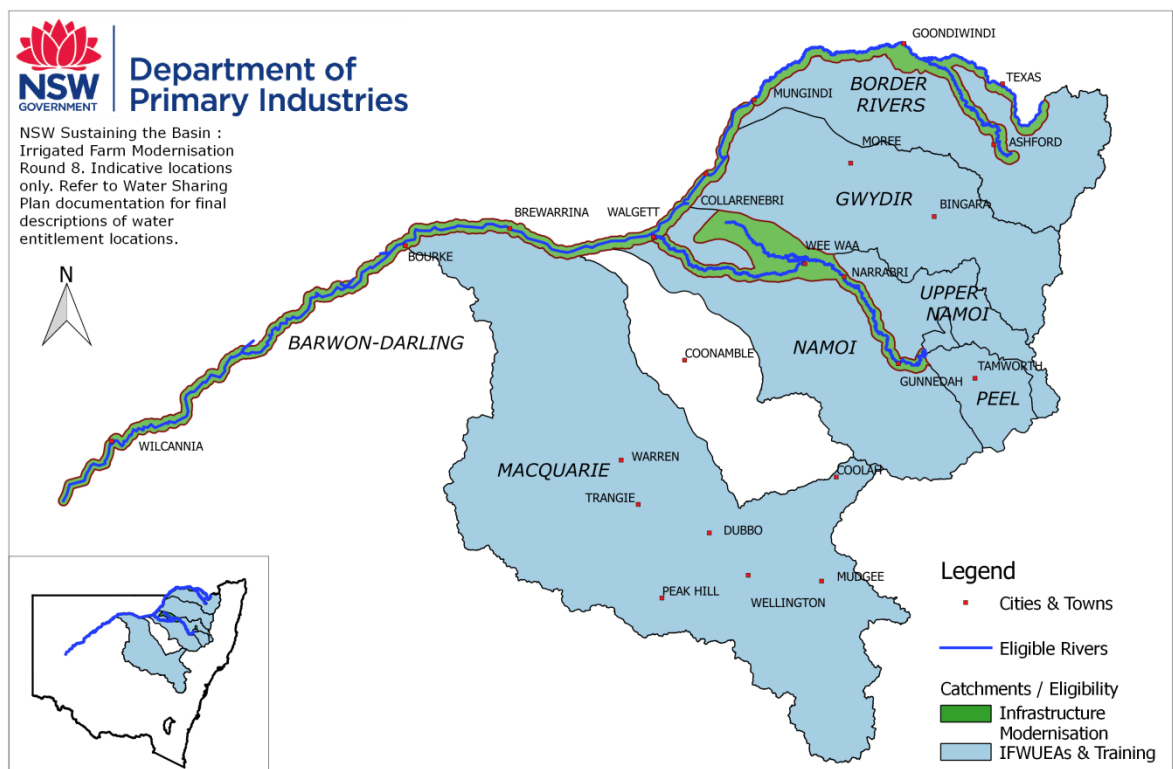 NSW
GOVERNMENT
Department of
Primary Industries
NSW Sustaining the Basin :
Irrigated Farm Modernisation
Round 8. Indicative locations
only. Refer to Water Sharing
Plan documentation for final
descriptions of water
entitlement locations.
N
GOONDIWINDI
TEXAS
BORDER
RIVERS
MUNGINDI
ASHFORD
MOREE
GWYDIR
COLLARENEBRI
BINGARA
BREWARRINA
WALGETT
WEE WAA
BOURKE
NARRABRI
UPPER
NAMOI
BARWON-DARLING
NAMOI
COONAMBLE
TAMWORTH
GUNNEDAH
PEEL
WILCANNIA
MACQUARIE
WARREN
COOLAH
TRANGIE
DUBBO
MUDGEE
PEAK HILL
WELLINGTON
Legend
Cities & Towns
Eligible Rivers
Catchments / Eligibility
Infrastructure
Modernisation
IFWUEAs & Training